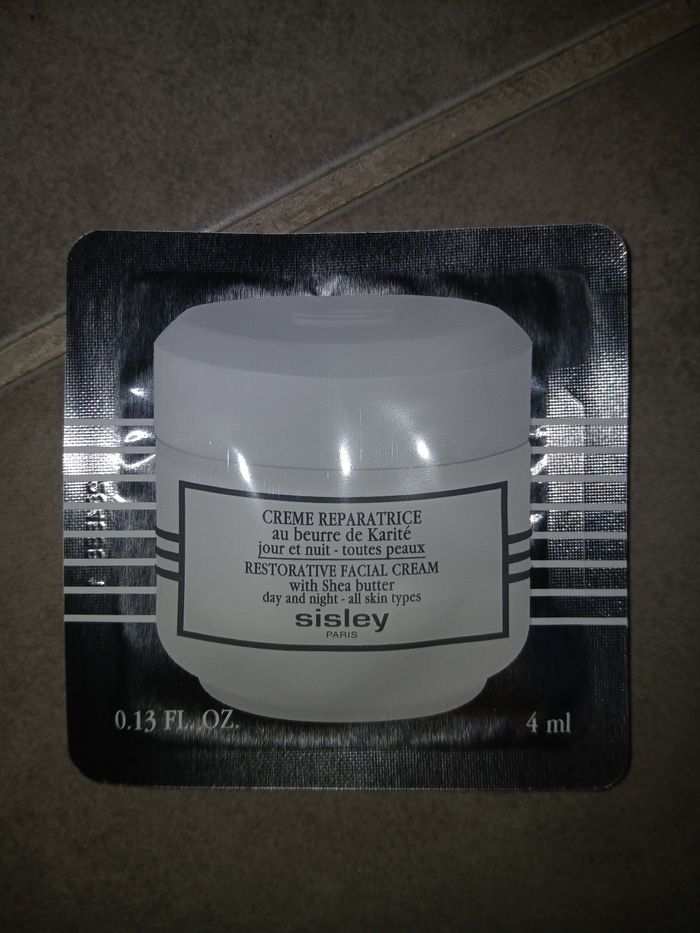 CREME REPARATRICE
au beurre de Karité
jour et nuit - toutes peaux
RESTORATIVE FACIAL CREAM
with Shea butter
day and night - all skin types
sisley
PARIS
0.13 FL. OZ.
4 ml